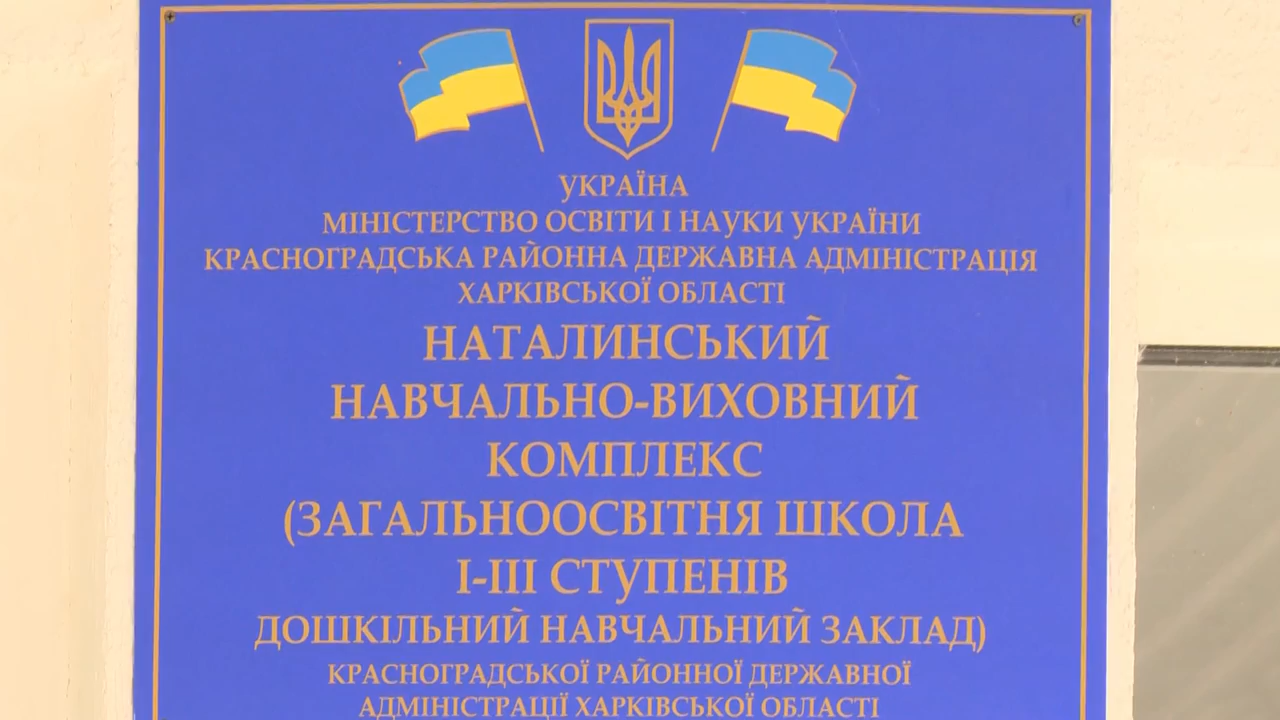 УКРАЇНА
МІНІСТЕРСТВО ОСВІТИ І НАУКИ УКРАЇНИ
КРАСНОГРАДСЬКА РАЙОННА ДЕРЖАВНА АДМІНІСТРАЦІЯ
ХАРКІВСЬКОЇ ОБЛАСТІ
НАТАЛИНСЬКИЙ
НАВЧАЛЬНО-ВИХОВНИЙ
КОМПЛЕКС
(ЗАГАЛЬНООСВІТНЯ ШКОЛА
І-ІІІ СТУПЕНІВ
ДОШКІЛЬНИЙ НАВЧАЛЬНИЙ ЗАКЛАД)
КРАСНОГРАДСЬКОЇ РАЙОННОЇ ДЕРЖАВНОЇ
АДМІНІСТРАЦІЇ ХАРКІВСЬКОЇ ОБЛАСТІ